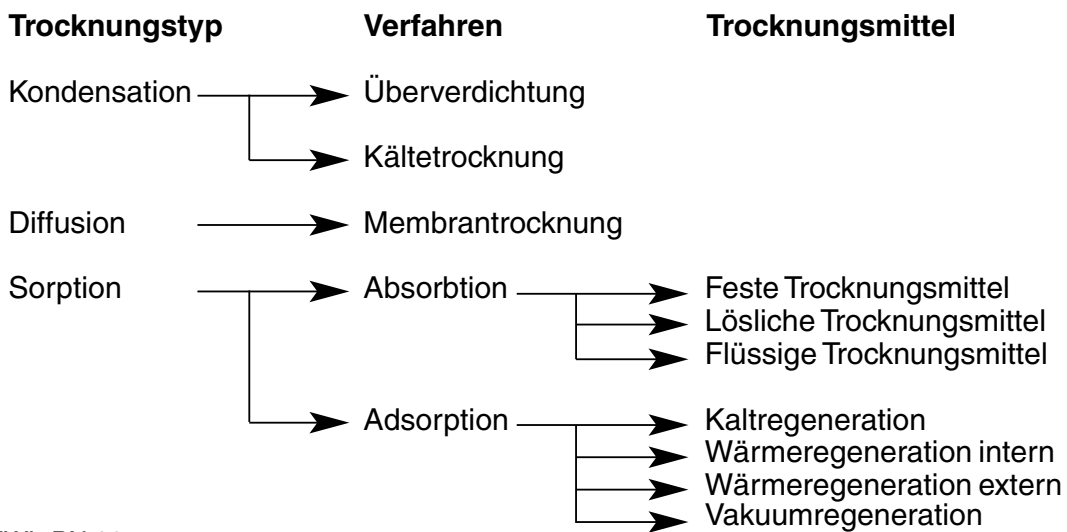 Trocknungstyp Verfahren Trocknungsmittel
Kondensation Überverdichtung
Kältetrocknung
Diffusion Membrantrocknung
Sorption Absorbtion Feste Trocknungsmittel
Lösliche Trocknungsmittel
Flüssige Trocknungsmittel
Adsorption Kaltregeneration
Wärmeregeneration intern
Wärmeregeneration extern
Vakuumregeneration